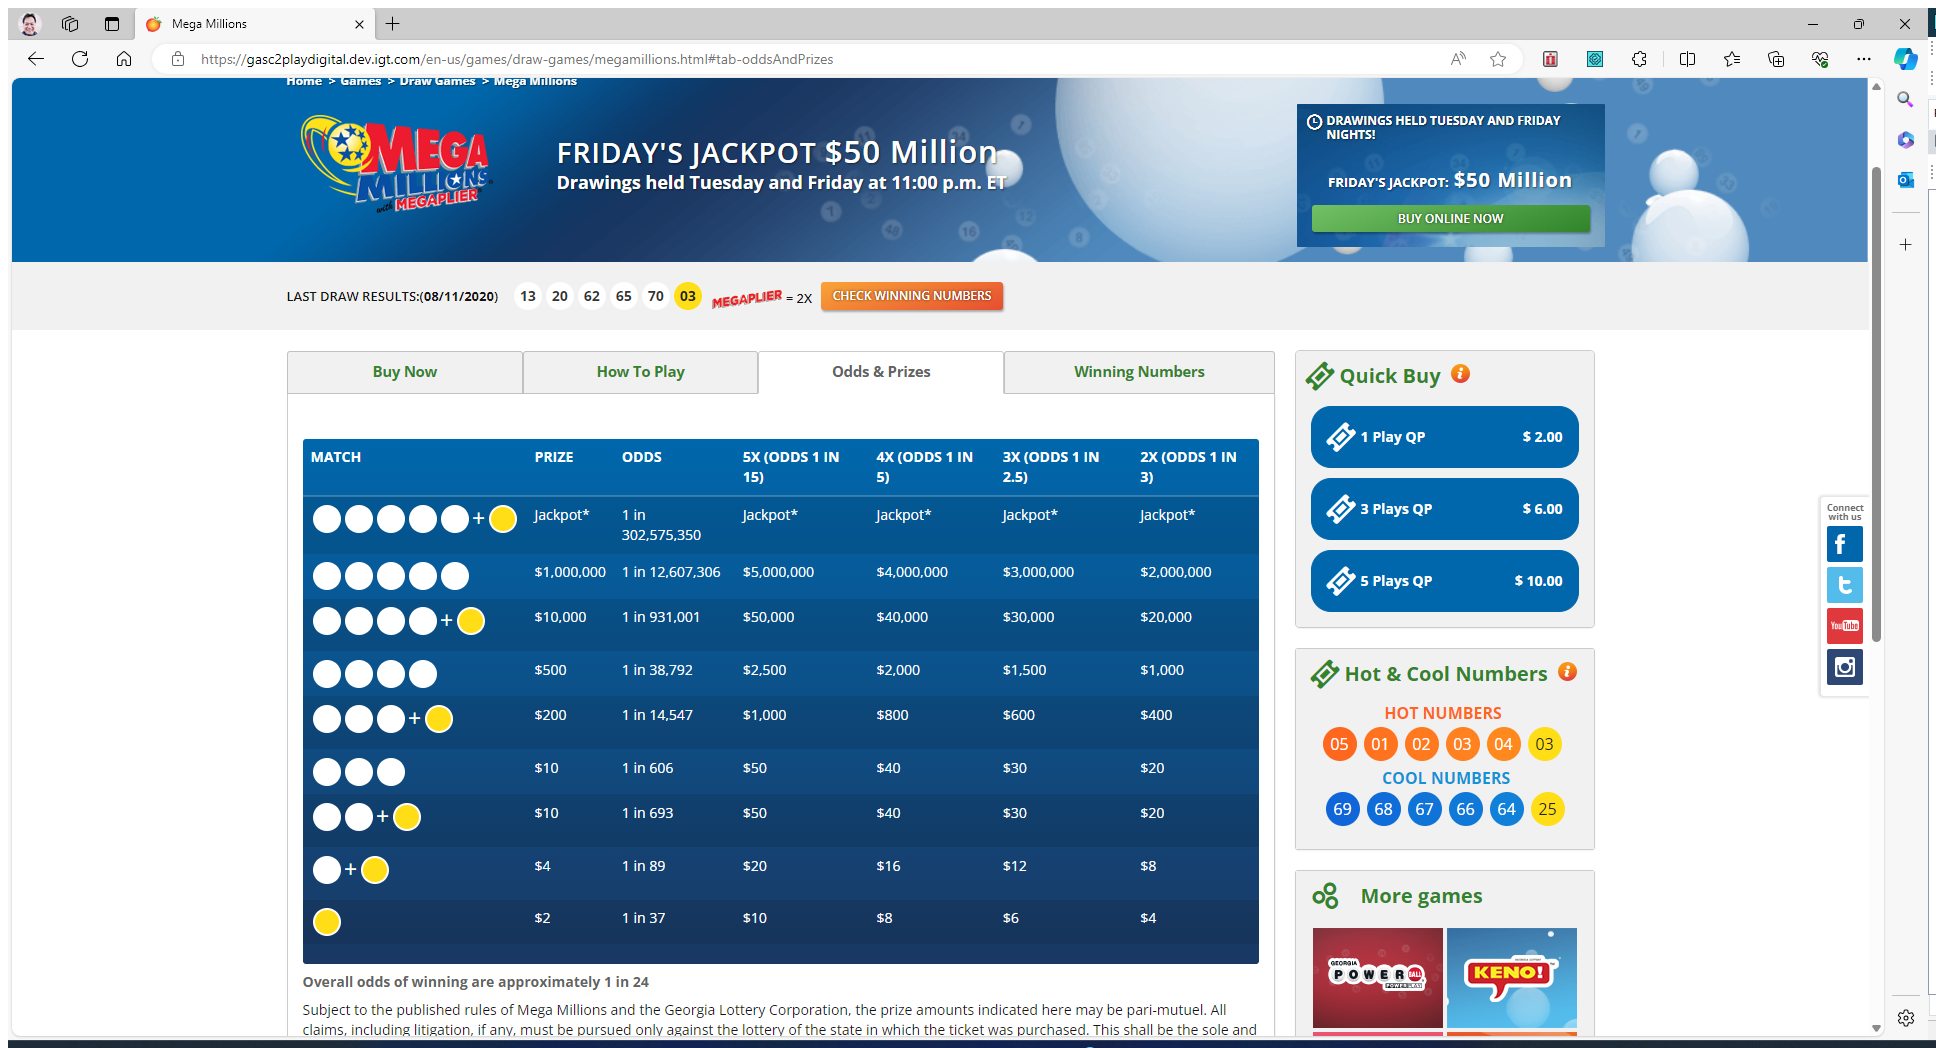 Mega Millions
https://gasc2playdigital.dev.igt.com/en-us/games/draw-games/megamillions.html#tab-oddsAndPrizes
Home > Games > Draw Games > Mega Millions
MEGA
MILLIONS
with MEGAPLIER
FRIDAY'S JACKPOT $50 Million
Drawings held Tuesday and Friday at 11:00 p.m. ET
DRAWINGS HELD TUESDAY AND FRIDAY
NIGHTS!
FRIDAY'S JACKPOT: $50 Million
BUY ONLINE NOW
LAST DRAW RESULTS:(08/11/2020) 13 20 62 65 70 03 MEGAPLIER = 2X CHECK WINNING NUMBERS
Buy Now How To Play Odds & Prizes Winning Numbers
MATCH PRIZE ODDS 5X (ODDS 1 IN 15) 4X (ODDS 1 IN 5) 3X (ODDS 1 IN 2.5) 2X (ODDS 1 IN 3)
+ Jackpot* 1 in 302,575,350 Jackpot* Jackpot* Jackpot* Jackpot*
$1,000,000 1 in 12,607,306 $5,000,000 $4,000,000 $3,000,000 $2,000,000
+ $10,000 1 in 931,001 $50,000 $40,000 $30,000 $20,000
$500 1 in 38,792 $2,500 $2,000 $1,500 $1,000
+ $200 1 in 14,547 $1,000 $800 $600 $400
$10 1 in 606 $50 $40 $30 $20
+ $10 1 in 693 $50 $40 $30 $20
+ $4 1 in 89 $20 $16 $12 $8
$2 1 in 37 $10 $8 $6 $4
Overall odds of winning are approximately 1 in 24
Subject to the published rules of Mega Millions and the Georgia Lottery Corporation, the prize amounts indicated here may be pari-mutuel. All
claims, including litigation, if any, must be pursued only against the lottery of the state in which the ticket was purchased. This shall be the sole and
Quick Buy
1 Play QP $ 2.00
3 Plays QP $ 6.00
5 Plays QP $ 10.00
Hot & Cool Numbers
HOT NUMBERS
05 01 02 03 04 03
COOL NUMBERS
69 68 67 66 64 25
More games
GEORGIA
POWERBALL
POWER PLAY
KENO!
Connect
with us
YouTube